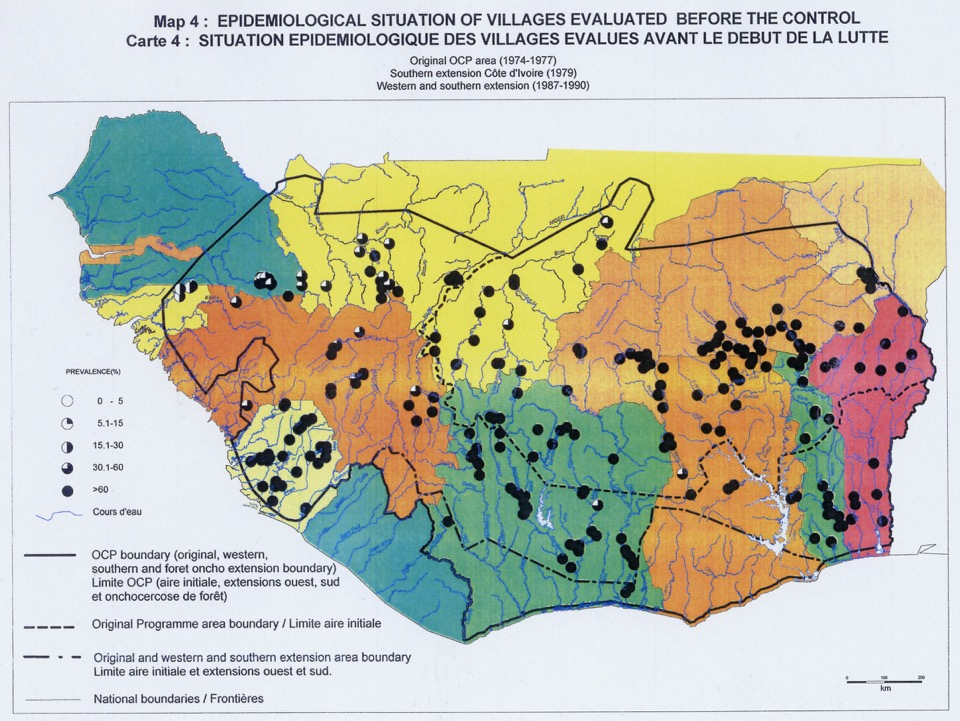 Map 4 : EPIDEMIOLOGICAL SITUATION OF VILLAGES EVALUATED BEFORE THE CONTROL
Carte 4 : SITUATION EPIDEMIOLOGIQUE DES VILLAGES EVALUES AVANT LE DEBUT DE LA LUTTE
Original OCP area (1974-1977)
Southern extension Côte d'Ivoire (1979)
Western and southern extension (1987-1990)
PREVALENCE(%)
0 - 5
5.1-15
15.1-30
30.1-60
>60
Cours d'eau
OCP boundary (original, western,
southern and foret oncho extension boundary)
Limite OCP (aire initiale, extensions ouest, sud
et onchocercose de forêt)
Original Programme area boundary / Limite aire initiale
Original and western and southern extension area boundary
Limite aire initiale et extensions ouest et sud.
National boundaries / Frontières
0 100 200
km